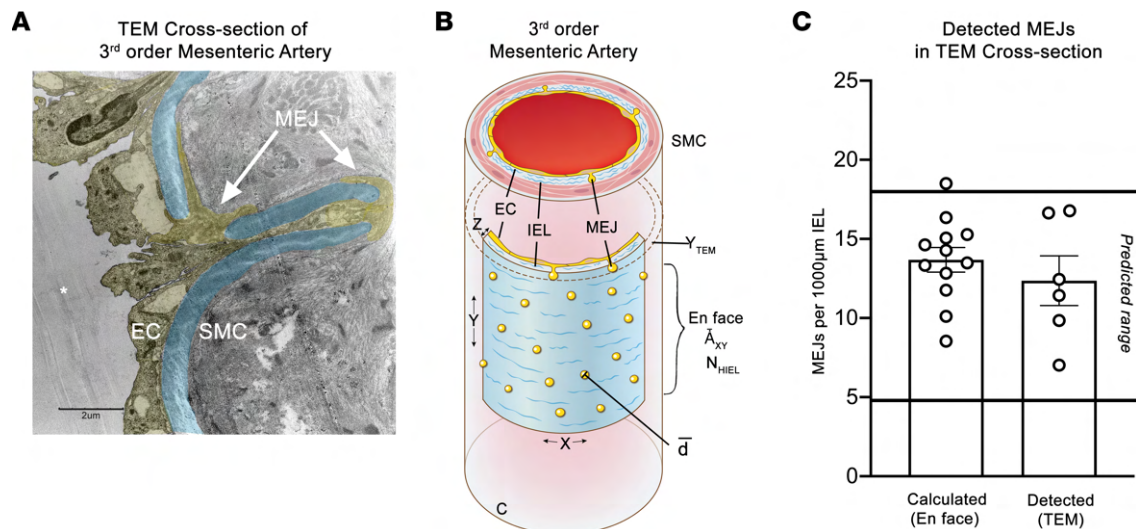 A
TEM Cross-section of
3rd order Mesenteric Artery
MEJ
*
EC
SMC
2um
B
3rd order
Mesenteric Artery
SMC
EC
IEL
MEJ
Z
YTEM
Y
En face
ĀXY
NHIEL
X
d̄
C
C
Detected MEJs
in TEM Cross-section
MEJs per 1000µm IEL
25
20
15
10
5
0
Predicted range
Calculated
(En face)
Detected
(TEM)